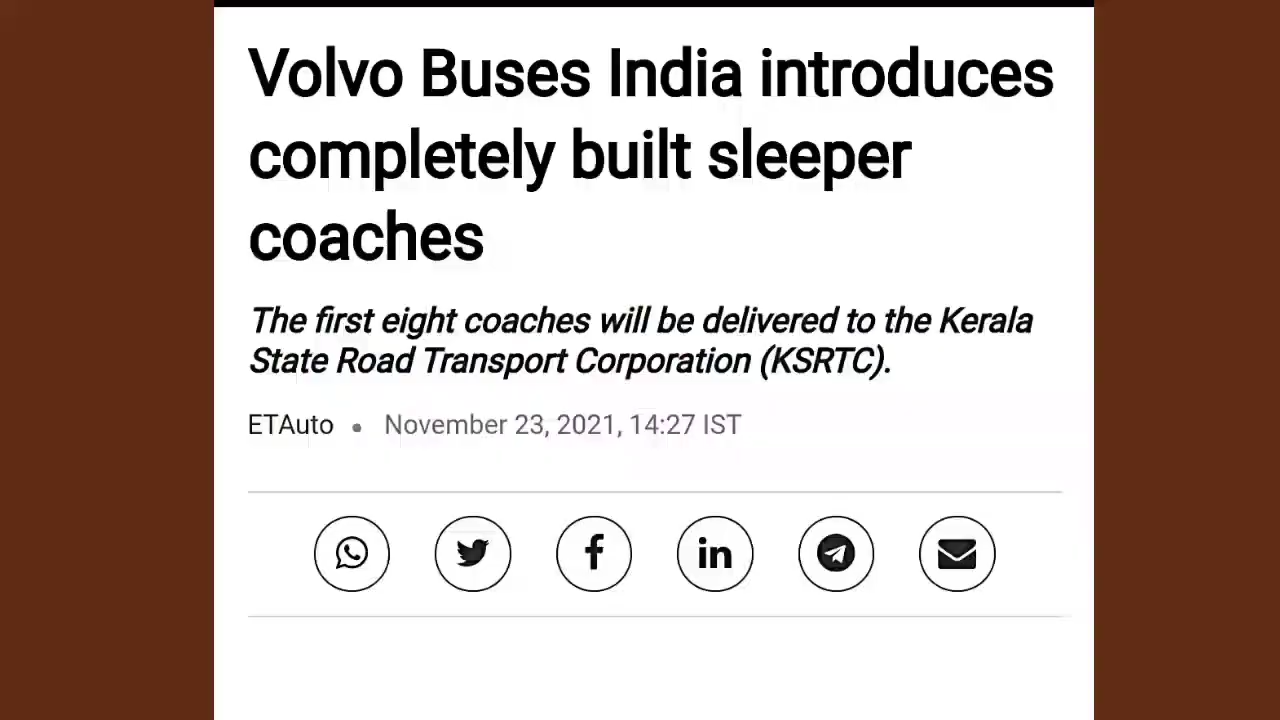 Volvo Buses India introduces
completely built sleeper
coaches
The first eight coaches will be delivered to the Kerala
State Road Transport Corporation (KSRTC).
ETAuto • November 23, 2021, 14:27 IST